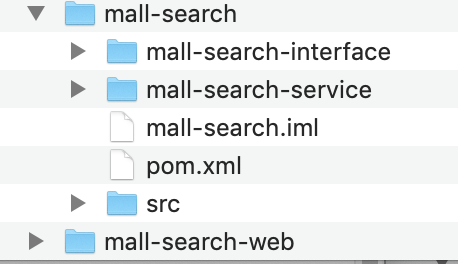 mall-search
mall-search-interface
mall-search-service
mall-search.iml
pom.xml
src
mall-search-web